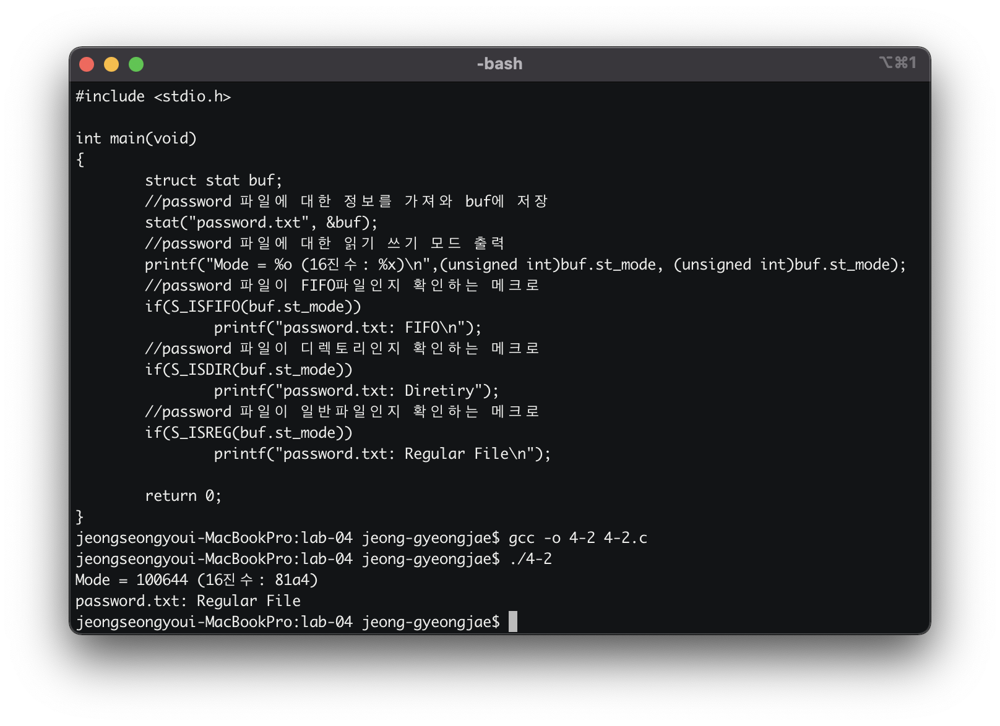 -bash
⌥⌘1
#include <stdio.h>

int main(void)
{
        struct stat buf;
        //password 파일에 대한 정보를 가져와 buf에 저장
        stat("password.txt", &buf);
        //password 파일에 대한 읽기 쓰기 모드 출력
        printf("Mode = %o (16진수: %x)\n",(unsigned int)buf.st_mode, (unsigned int)buf.st_mode);
        //password 파일이 FIFO파일인지 확인하는 메크로
        if(S_ISFIFO(buf.st_mode))
                printf("password.txt: FIFO\n");
        //password 파일이 디렉토리인지 확인하는 메크로
        if(S_ISDIR(buf.st_mode))
                printf("password.txt: Diretiry");
        //password 파일이 일반파일인지 확인하는 메크로
        if(S_ISREG(buf.st_mode))
                printf("password.txt: Regular File\n");

        return 0;
}
jeongseongyoui-MacBookPro:lab-04 jeong-gyeongjae$ gcc -o 4-2 4-2.c
jeongseongyoui-MacBookPro:lab-04 jeong-gyeongjae$ ./4-2
Mode = 100644 (16진수: 81a4)
password.txt: Regular File
jeongseongyoui-MacBookPro:lab-04 jeong-gyeongjae$